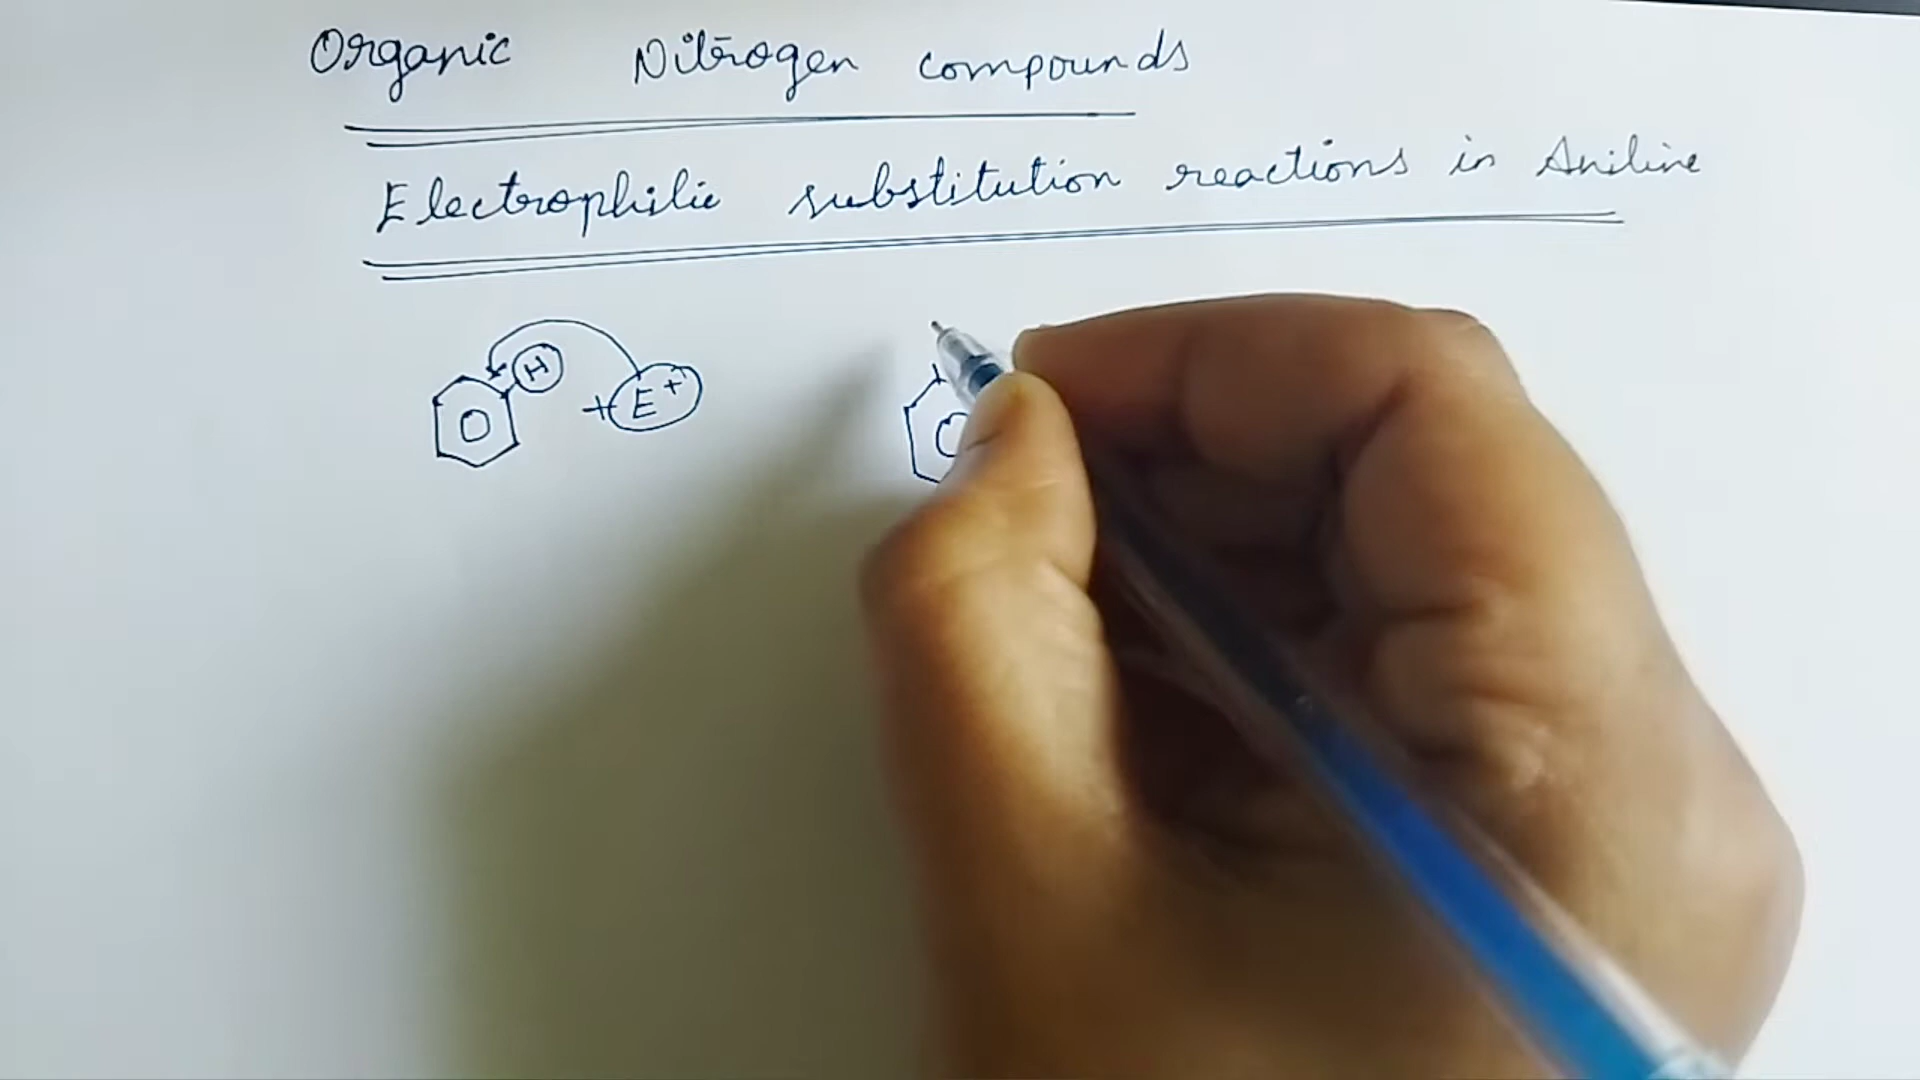 Organic Nitrogen compounds
Electrophilic substitution reactions in Aniline
H + E+